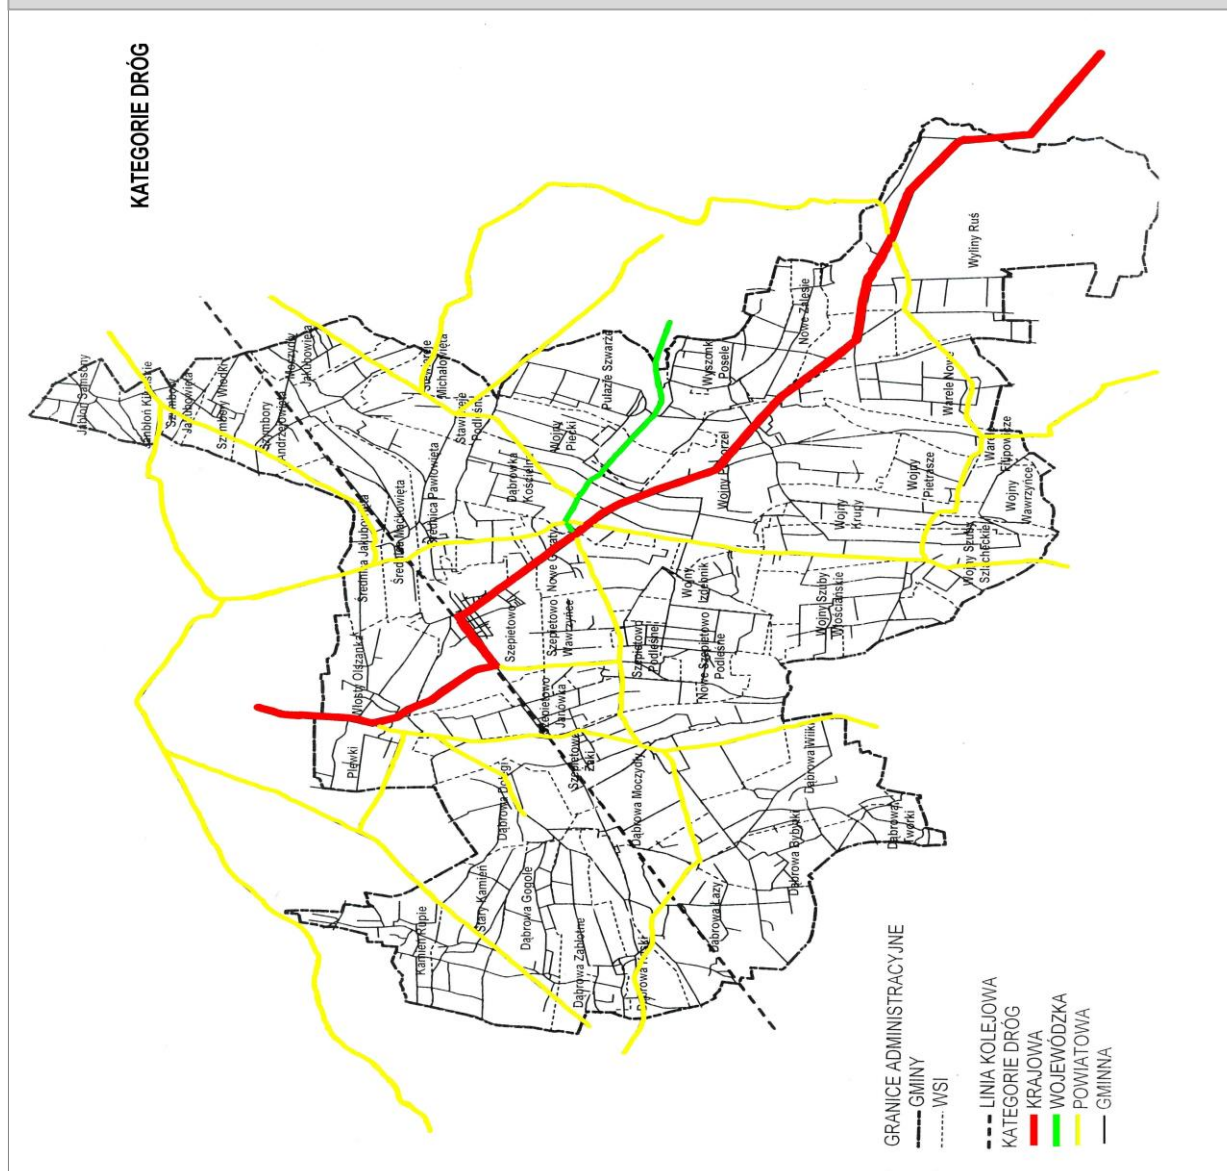 KATEGORIE DRÓG
Jabłoń Samsony
Jabłoń Kikolskie
Szymbory
Jakubowięta
Szymbory Włodki
Szymbory
Andrzejowięta
Moczydły
Jakubowięta
Stawiereje
Michałowięta
Stawiereje
Podleśne
Średnica Jakubowięta
Średnica Maćkowięta
Średnica Pawłowięta
Dąbrówka
Kościelna
Wojny
Piecki
Pułazie Szwarże
Wyszonki
Posele
Nowe Zalesie
Wyliny Ruś
Warele Nowe
Warele
Filipowicze
Wojny Pogorzel
Wojny
Pietrasze
Wojny
Wawrzyńce
Wojny
Krupy
Wojny Szuby
Szlacheckie
Włosty Olszanka
Plewki
Szepietowo
Nowe Gierałty
Szepietowo
Wawrzyńce
Szepietowo
Janówka
Szepietowo
Żaki
Szepietowo
Podleśne
Wojny
Izdebnik
Nowe Szepietowo
Podleśne
Wojny Szuby
Włościańskie
Dąbrowa Dołęgi
Dąbrowa Moczydły
Dąbrowa Wilki
Dąbrowa Bybytki
Dąbrowa
Tworki
Dąbrowa Łazy
Kamień Rupie
Stary Kamień
Dąbrowa Gogole
Dąbrowa Zabłotne
GRANICE ADMINISTRACYJNE
GMINY
WSI
LINIA KOLEJOWA
KATEGORIE DRÓG
KRAJOWA
WOJEWÓDZKA
POWIATOWA
GMINNA